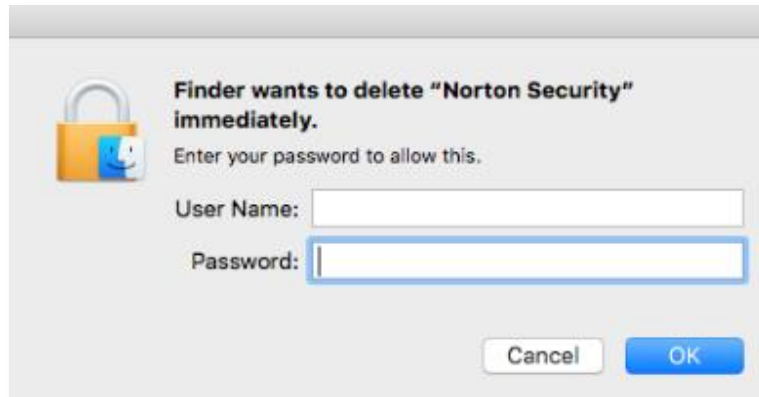 Finder wants to delete “Norton Security”
immediately.
Enter your password to allow this.
User Name:
Password:
Cancel OK